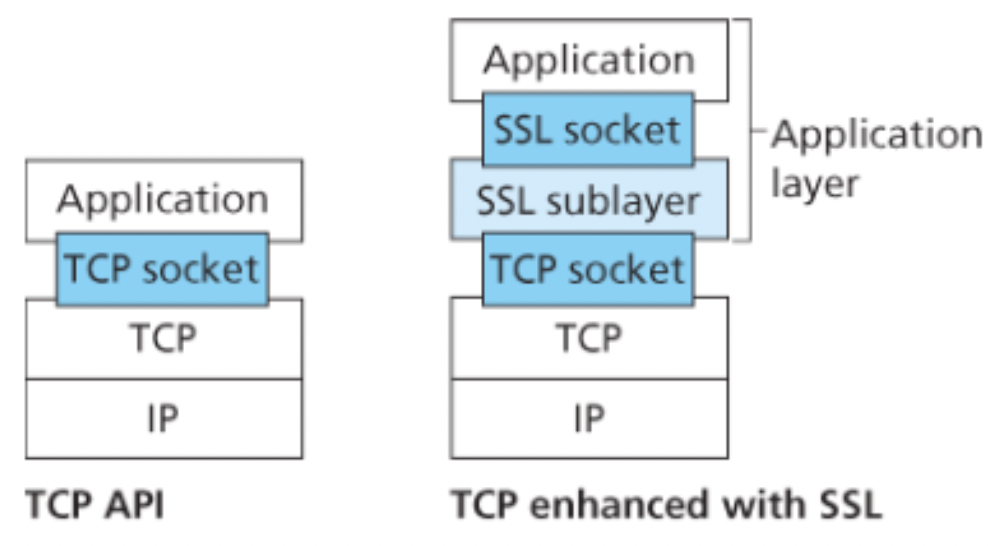 Application
TCP socket
TCP
IP
TCP API
Application
SSL socket
SSL sublayer
TCP socket
TCP
IP
TCP enhanced with SSL
Application
layer